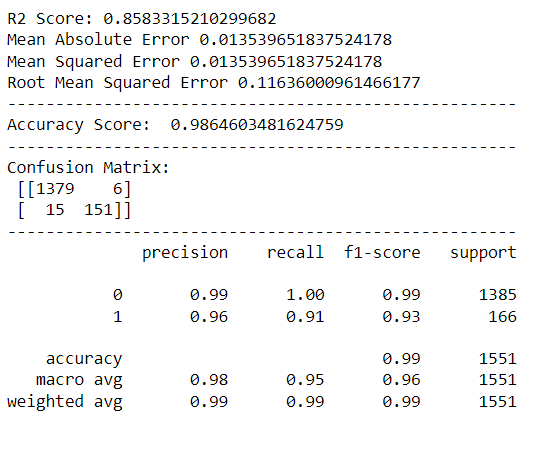 R2 Score: 0.8583315210299682
Mean Absolute Error 0.013539651837524178
Mean Squared Error 0.013539651837524178
Root Mean Squared Error 0.11636000961466177
-----------------------------------------------------
Accuracy Score:  0.9864603481624759
-----------------------------------------------------
Confusion Matrix:
 [[1379    6]
 [  15  151]]
-----------------------------------------------------
              precision    recall  f1-score   support

           0       0.99      1.00      0.99      1385
           1       0.96      0.91      0.93       166

    accuracy                           0.99      1551
   macro avg       0.98      0.95      0.96      1551
weighted avg       0.99      0.99      0.99      1551